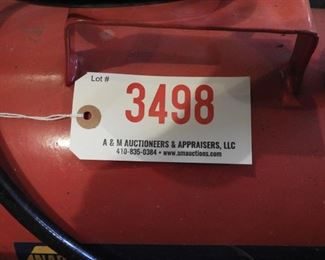 Lot #
3498
A & M AUCTIONEERS & APPRAISERS, LLC
410-835-0384 • www.amauctions.com